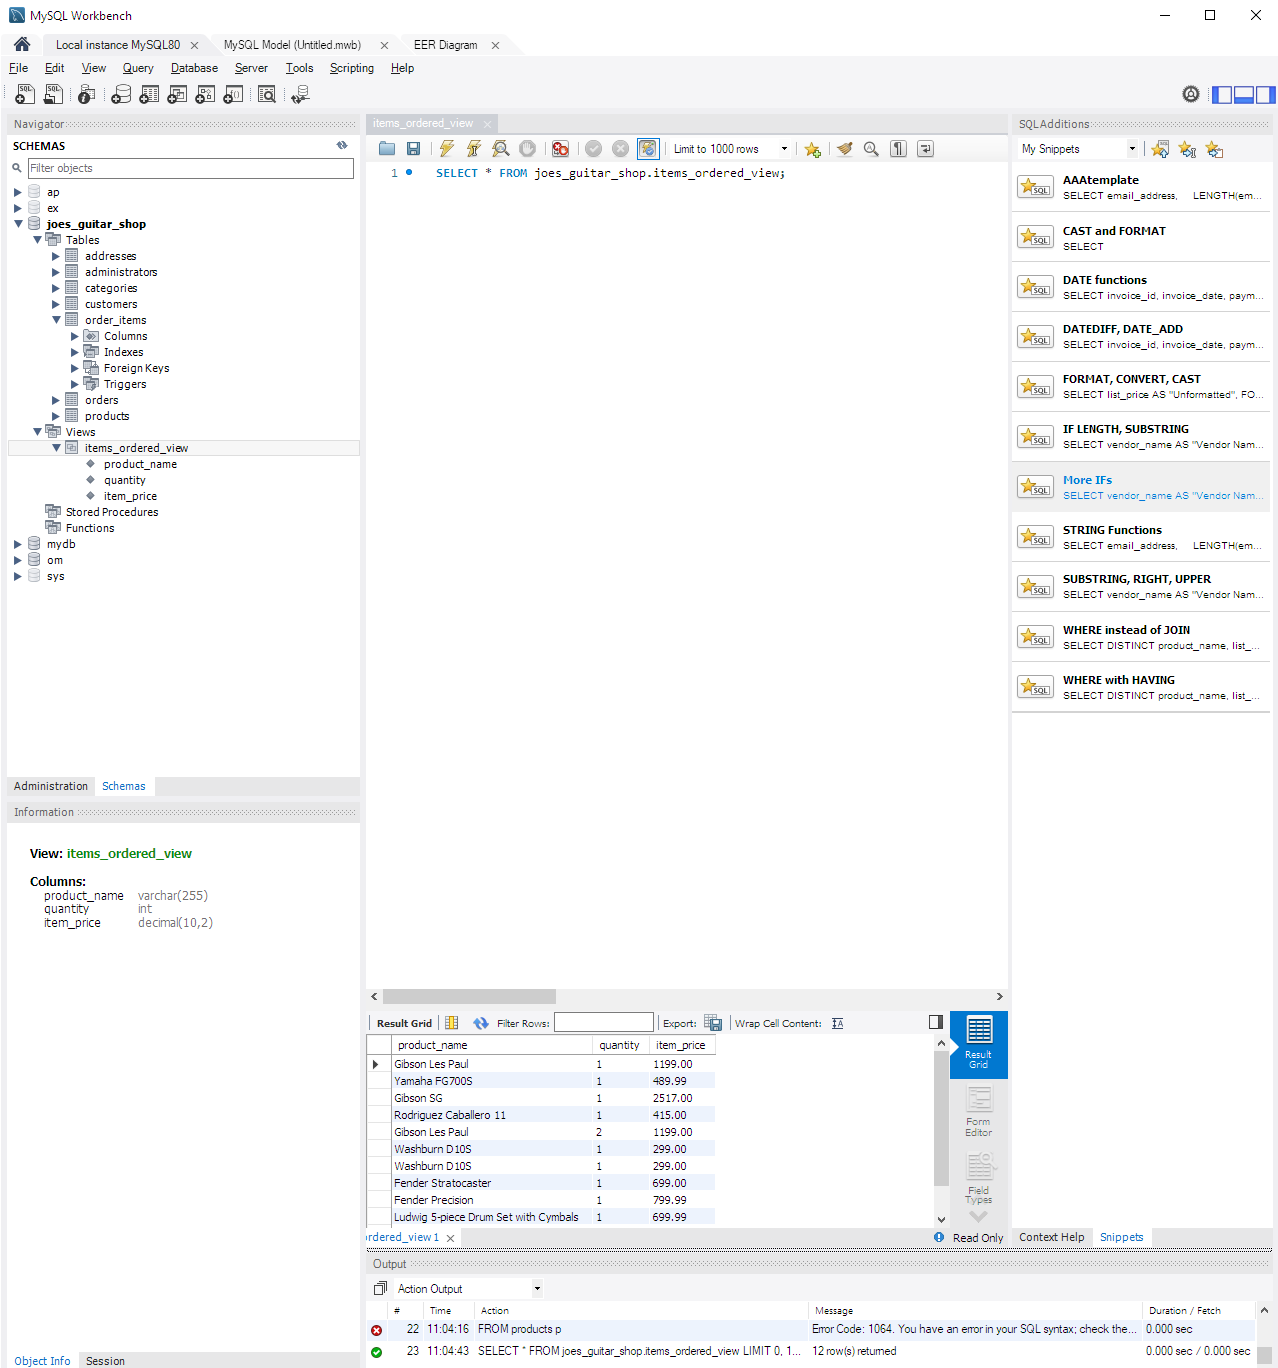 MySQL Workbench
Local instance MySQL80
MySQL Model (Untitled.mwb)
EER Diagram
File Edit View Query Database Server Tools Scripting Help
Navigator
SCHEMAS
Filter objects
ap
ex
joes_guitar_shop
Tables
addresses
administrators
categories
customers
order_items
Columns
Indexes
Foreign Keys
Triggers
orders
products
Views
items_ordered_view
product_name
quantity
item_price
Stored Procedures
Functions
mydb
om
sys
Administration Schemas
Information
View: items_ordered_view
Columns:
product_name varchar(255)
quantity int
item_price decimal(10,2)
Object Info Session
items_ordered_view
Limit to 1000 rows
1 SELECT * FROM joes_guitar_shop.items_ordered_view;
Result Grid Filter Rows: Export: Wrap Cell Content:
product_name quantity item_price
Gibson Les Paul 1 1199.00
Yamaha FG700S 1 489.99
Gibson SG 1 2517.00
Rodriguez Caballero 11 1 415.00
Gibson Les Paul 2 1199.00
Washburn D10S 1 299.00
Washburn D10S 1 299.00
Fender Stratocaster 1 699.00
Fender Precision 1 799.99
Ludwig 5-piece Drum Set with Cymbals 1 699.99
Result
Grid
Form
Editor
Field
Types
ordered_view 1
Read Only
SQLAdditions
My Snippets
AAAtemplate
SELECT email_address, LENGTH(em...
CAST and FORMAT
SELECT
DATE functions
SELECT invoice_id, invoice_date, paym...
DATEDIFF, DATE_ADD
SELECT invoice_id, invoice_date, paym...
FORMAT, CONVERT, CAST
SELECT list_price AS "Unformatted", FO...
IF LENGTH, SUBSTRING
SELECT vendor_name AS "Vendor Nam...
More IFs
SELECT vendor_name AS "Vendor Nam...
STRING Functions
SELECT email_address, LENGTH(em...
SUBSTRING, RIGHT, UPPER
SELECT vendor_name AS "Vendor Nam...
WHERE instead of JOIN
SELECT DISTINCT product_name, list_...
WHERE with HAVING
SELECT DISTINCT product_name, list_...
Context Help Snippets
Output
Action Output
# Time Action Message Duration / Fetch
22 11:04:16 FROM products p Error Code: 1064. You have an error in your SQL syntax; check the... 0.000 sec
23 11:04:43 SELECT * FROM joes_guitar_shop.items_ordered_view LIMIT 0, 1... 12 row(s) returned 0.000 sec / 0.000 sec